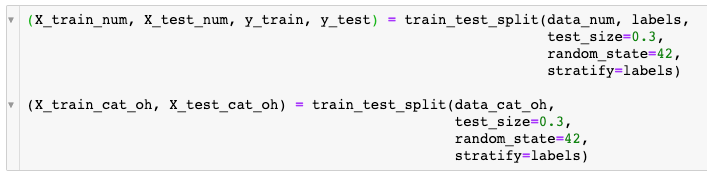 (X_train_num, X_test_num, y_train, y_test) = train_test_split(data_num, labels,
test_size=0.3,
random_state=42,
stratify=labels)
(X_train_cat_oh, X_test_cat_oh) = train_test_split(data_cat_oh,
test_size=0.3,
random_state=42,
stratify=labels)